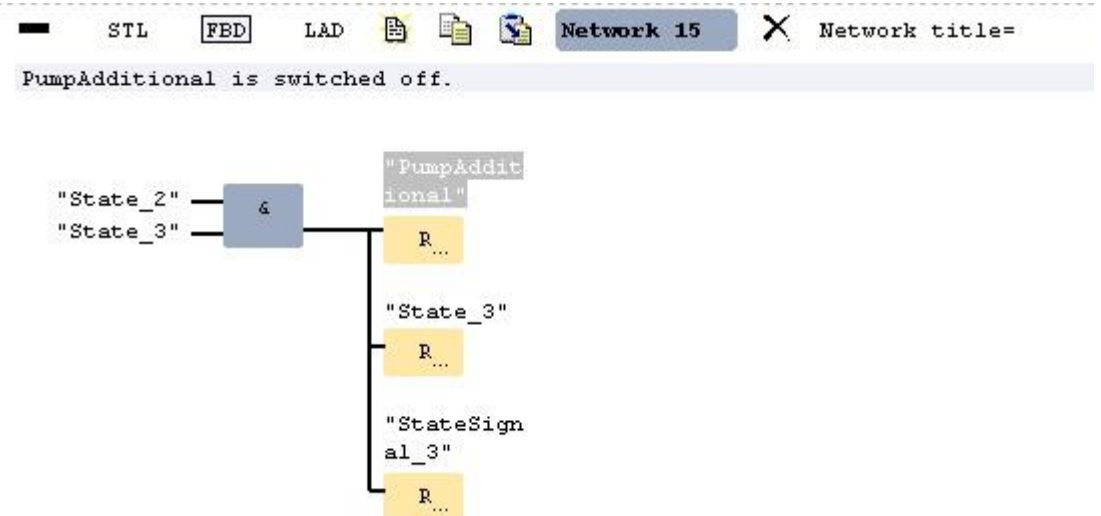 STL FBD LAD Network 15 Network title=
PumpAdditional is switched off.
"PumpAddit
ional"
"State_2"
&
"State_3"
R...
"State_3"
R...
"StateSign
al_3"
R...